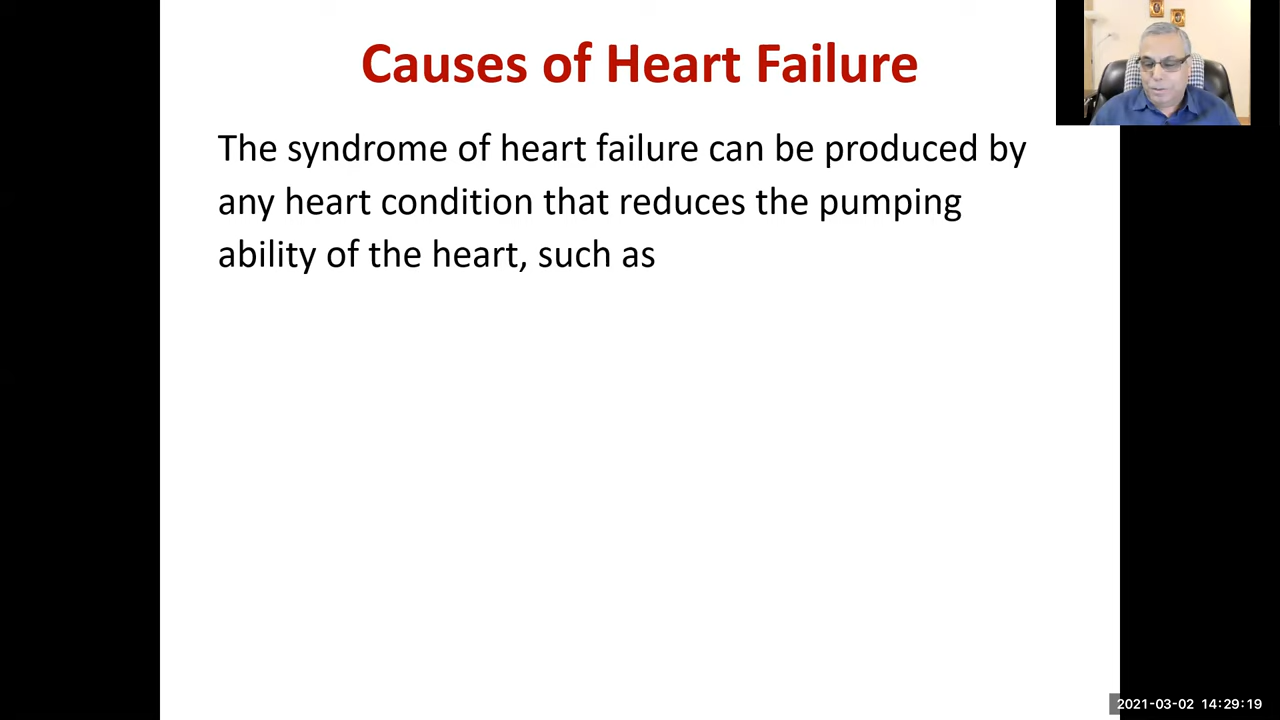 Causes of Heart Failure
The syndrome of heart failure can be produced by
any heart condition that reduces the pumping
ability of the heart, such as
2021-03-02 14:29:19